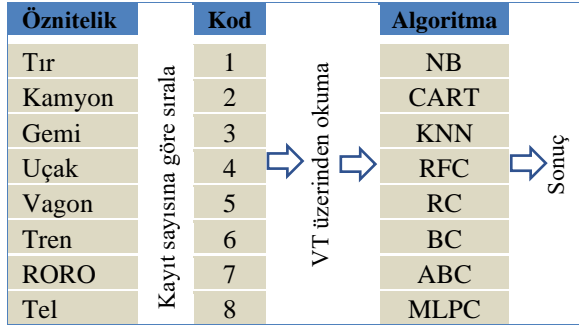 Öznitelik Kod Algoritma
Tır 1 NB
Kamyon 2 CART
Gemi 3 KNN
Uçak 4 RFC
Vagon 5 RC
Tren 6 BC
RORO 7 ABC
Tel 8 MLPC
Kayıt sayısına göre sırala
VT üzerinden okuma
Sonuç